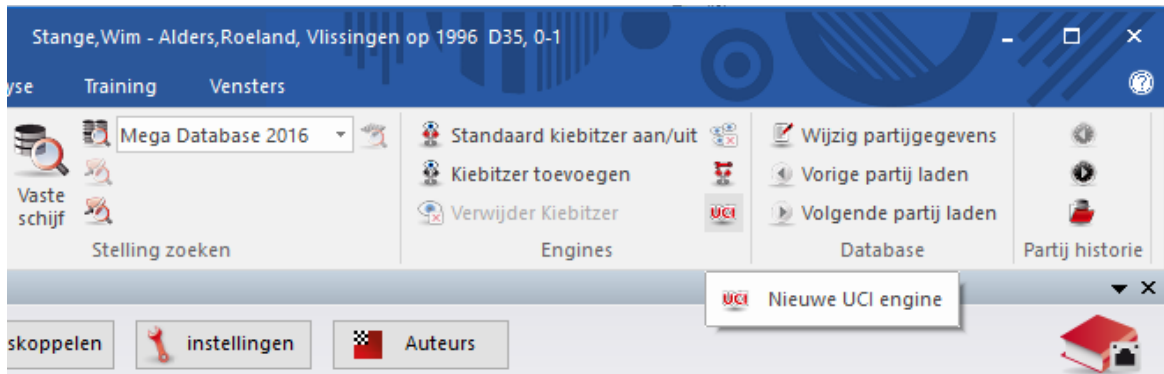 Stange,Wim - Alders,Roeland, Vlissingen op 1996 D35, 0-1
yse Training Vensters
Mega Database 2016
Vaste schijf
Stelling zoeken
Standaard kiebitzer aan/uit
Kiebitzer toevoegen
Verwijder Kiebitzer
UCI
Engines
Wijzig partijgegevens
Vorige partij laden
Volgende partij laden
Database
Partij historie
UCI Nieuwe UCI engine
skoppelen instellingen Auteurs